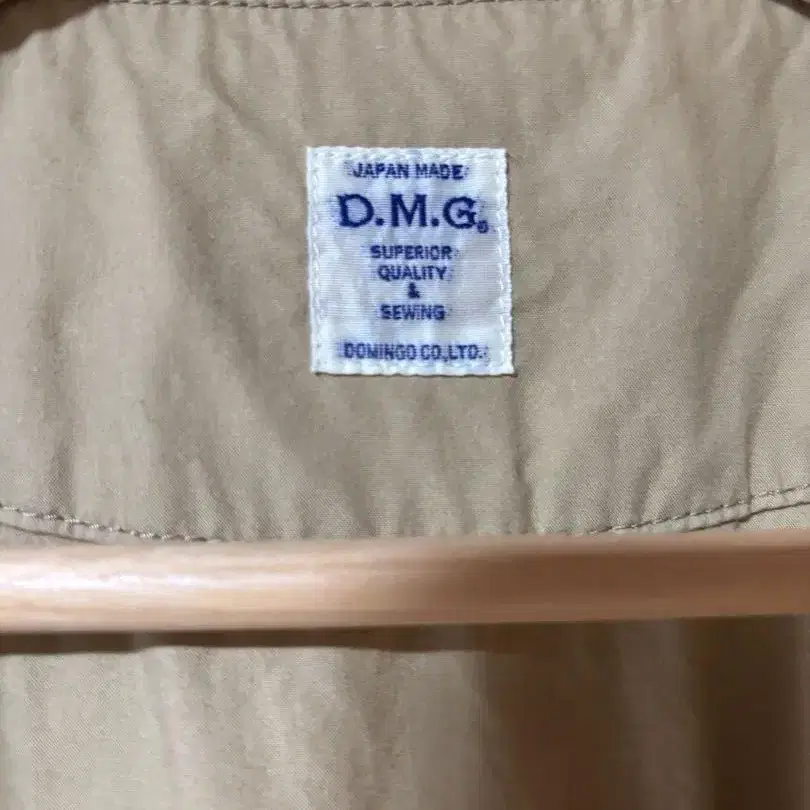 JAPAN MADE
D.M.G.
SUPERIOR
QUALITY
&
SEWING
DOMINGO CO.,LTD.